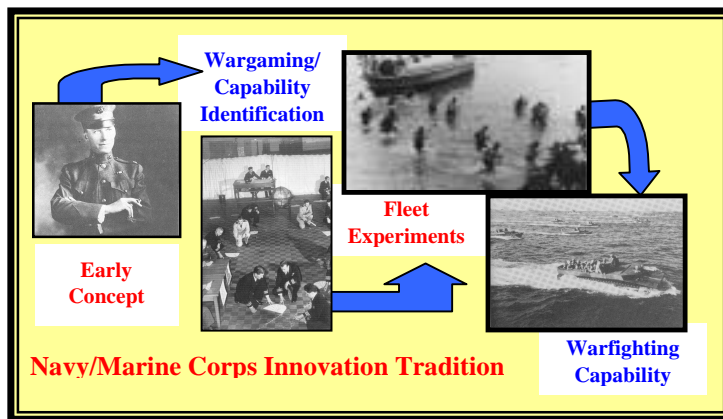 Wargaming/
Capability
Identification
Early
Concept
Fleet
Experiments
Warfighting
Capability
Navy/Marine Corps Innovation Tradition